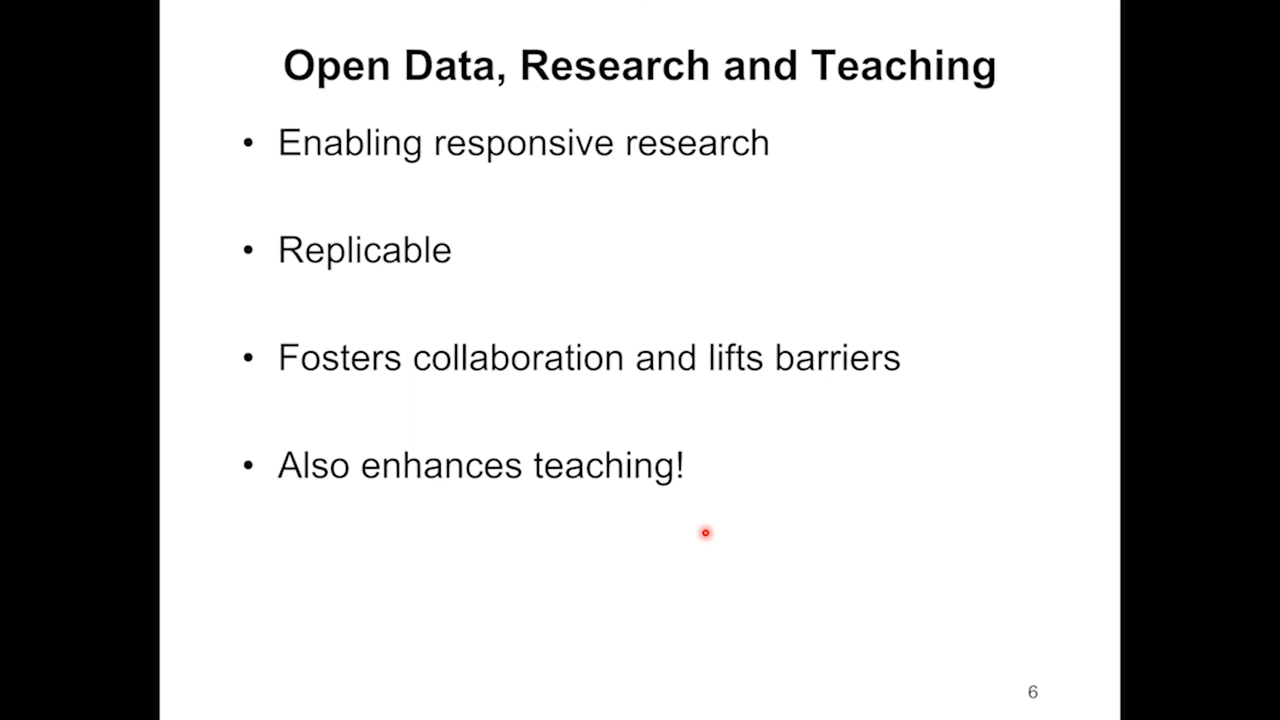 Open Data, Research and Teaching
• Enabling responsive research
• Replicable
• Fosters collaboration and lifts barriers
• Also enhances teaching!
6